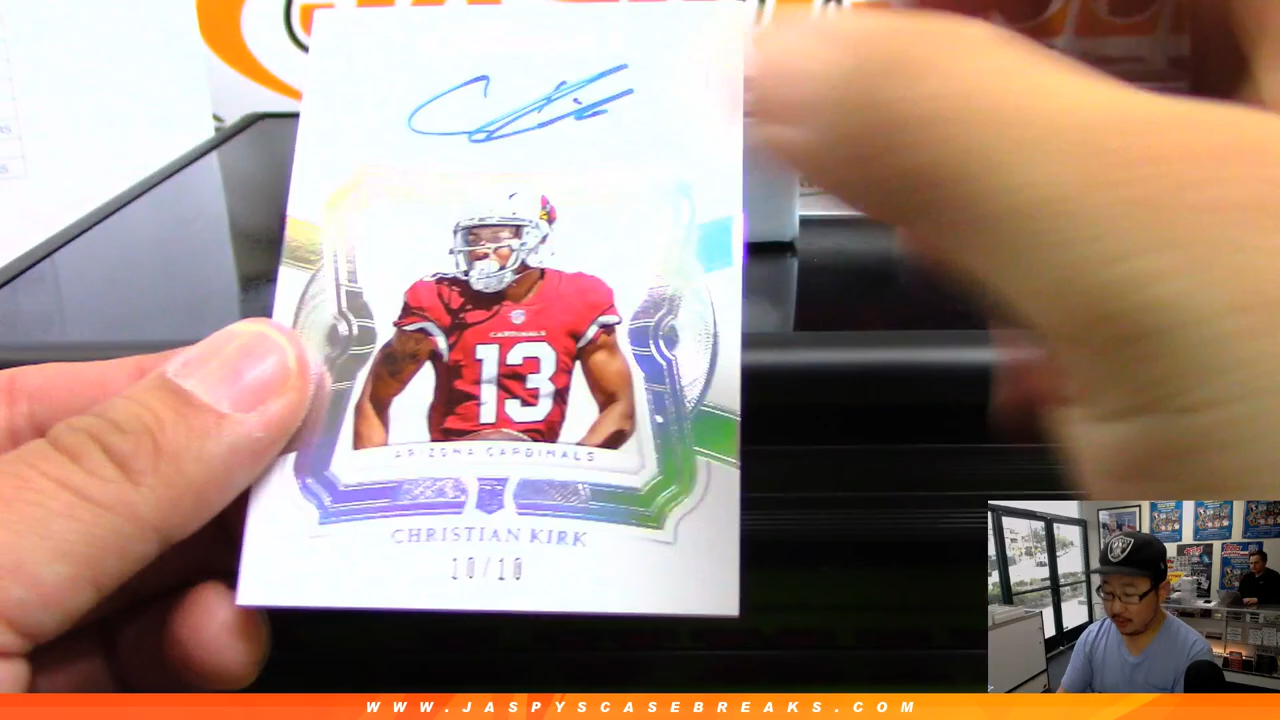 CARDINALS
13
ARIZONA CARDINALS
CHRISTIAN KIRK
10/10
WWW.JASPYSCASEBREAKS.COM